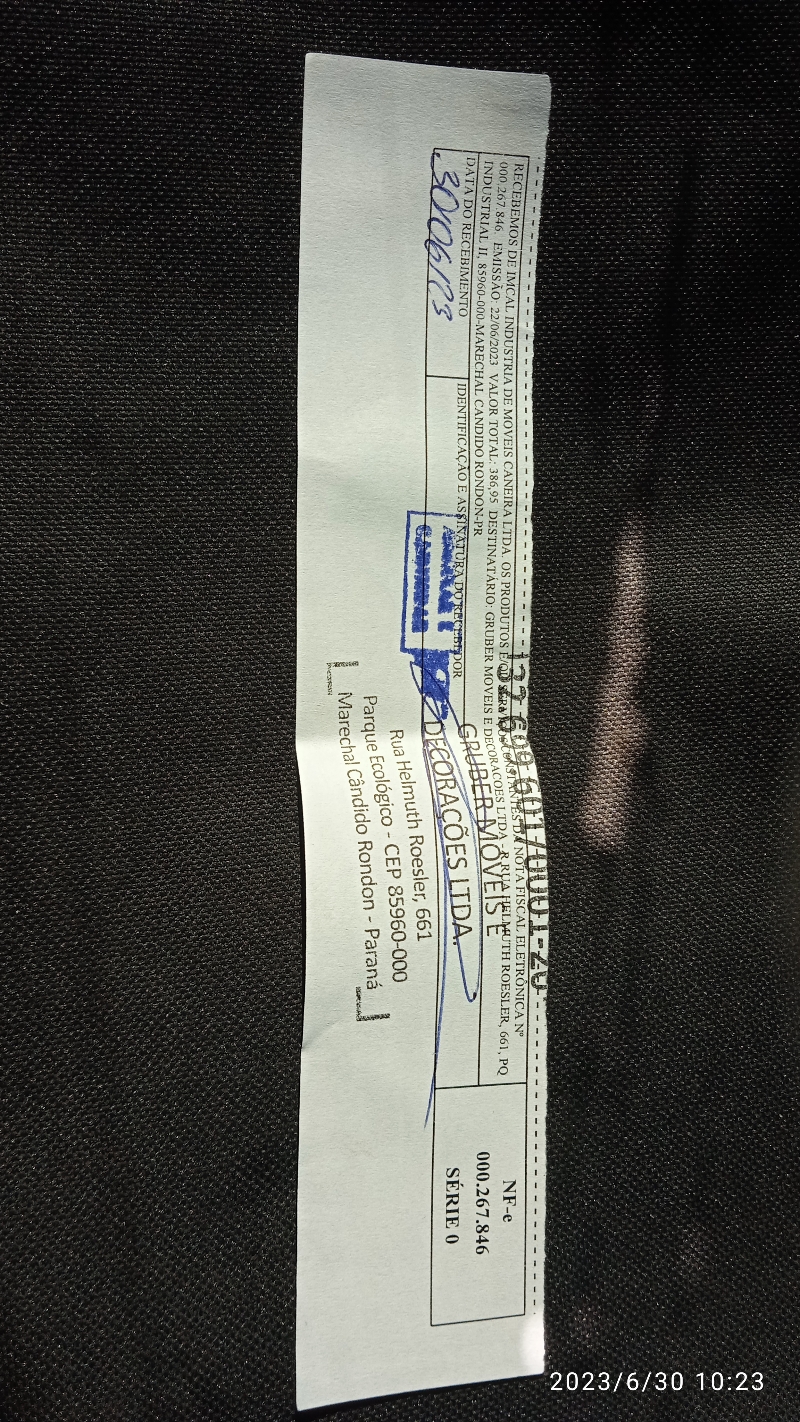 RECEBEMOS DE IMCAL INDUSTRIA DE MOVEIS CANEIRA LTDA. OS PRODUTOS E/OU SERVIÇOS CONSTANTES DA NOTA FISCAL ELETRÔNICA Nº
000.267.846 EMISSÃO: 22/06/2023 VALOR TOTAL: 386,95 DESTINATÁRIO: GRUBER MOVEIS E DECORACOES LTDA, R RUA HELMUTH ROESLER, 661, PQ
INDUSTRIAL II, 85960-000-MARECHAL CANDIDO RONDON-PR
DATA DO RECEBIMENTO
30/06/23
IDENTIFICAÇÃO E ASSINATURA DO RECEBEDOR
NF-e
000.267.846
SÉRIE 0
GRUBER MÓVEIS E
DECORAÇÕES LTDA.
Rua Helmuth Roesler, 661
Parque Ecológico - CEP 85960-000
Marechal Cândido Rondon - Paraná
2023/6/30 10:23